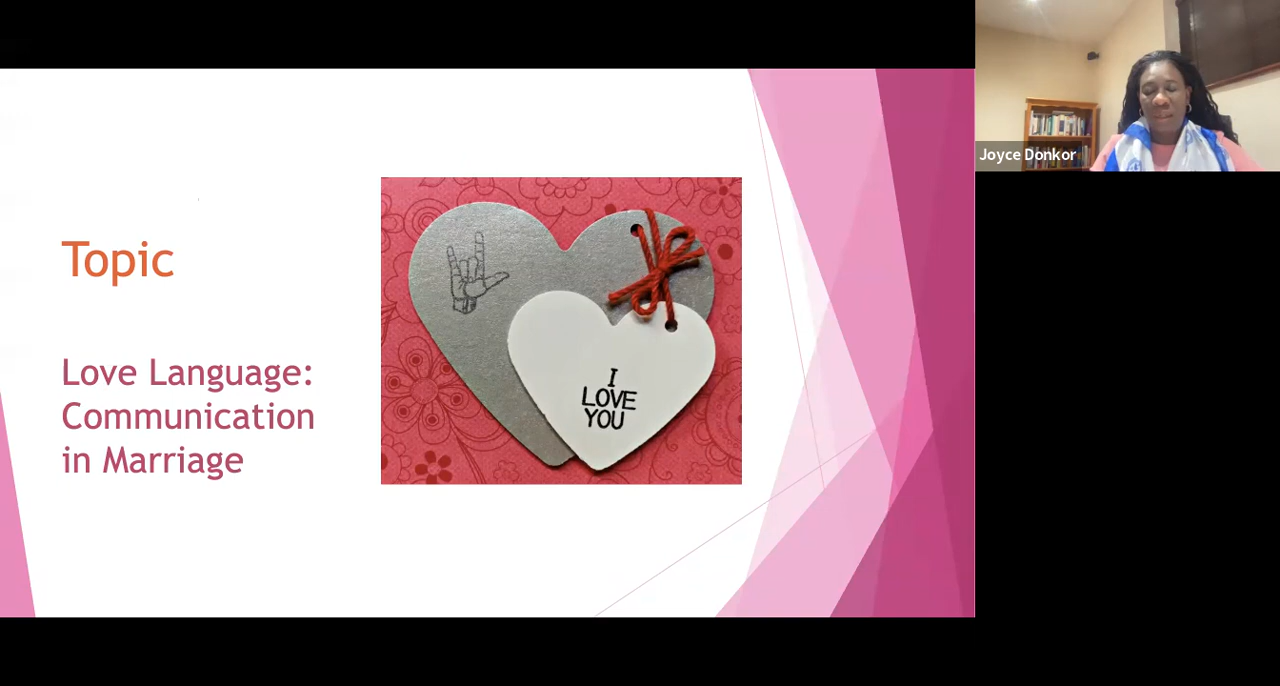 Topic
Love Language:
Communication
in Marriage
I
LOVE
YOU
Joyce Donkor